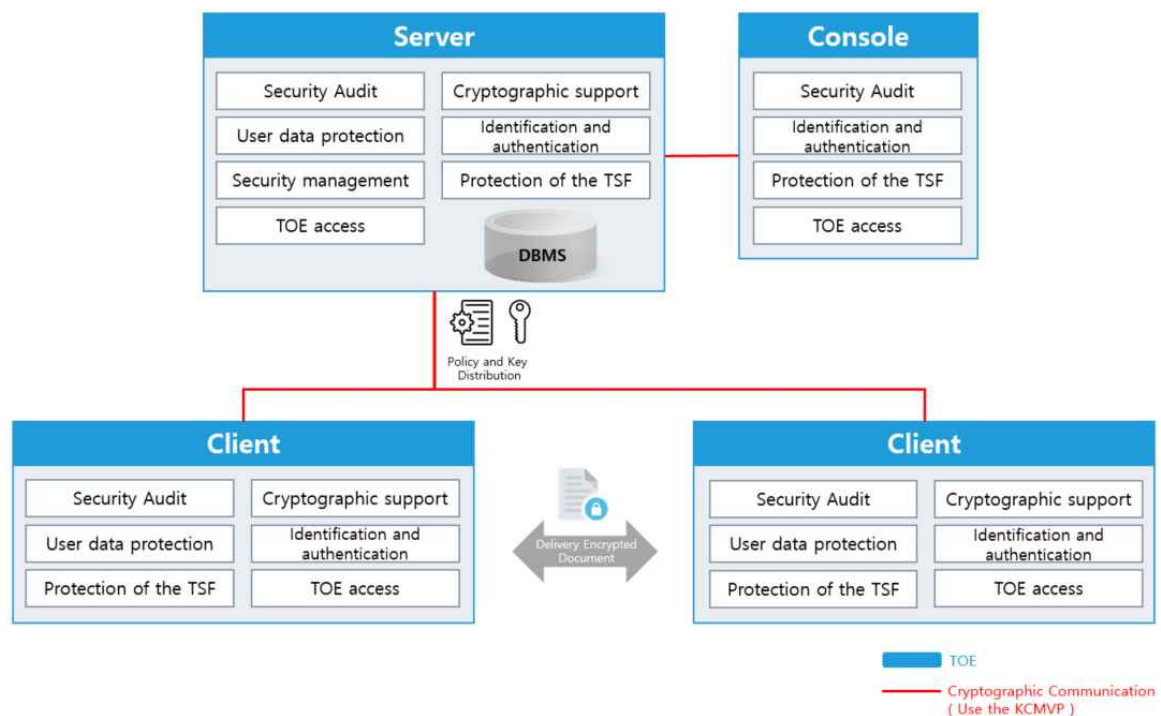 Server
Security Audit
Cryptographic support
User data protection
Identification and
authentication
Security management
Protection of the TSF
TOE access
DBMS
Console
Security Audit
Identification and
authentication
Protection of the TSF
TOE access
Policy and Key
Distribution
Client
Security Audit
Cryptographic support
User data protection
Identification and
authentication
Protection of the TSF
TOE access
Delivery Encrypted
Document
Client
Security Audit
Cryptographic support
User data protection
Identification and
authentication
Protection of the TSF
TOE access
TOE
Cryptographic Communication
( Use the KCMVP )